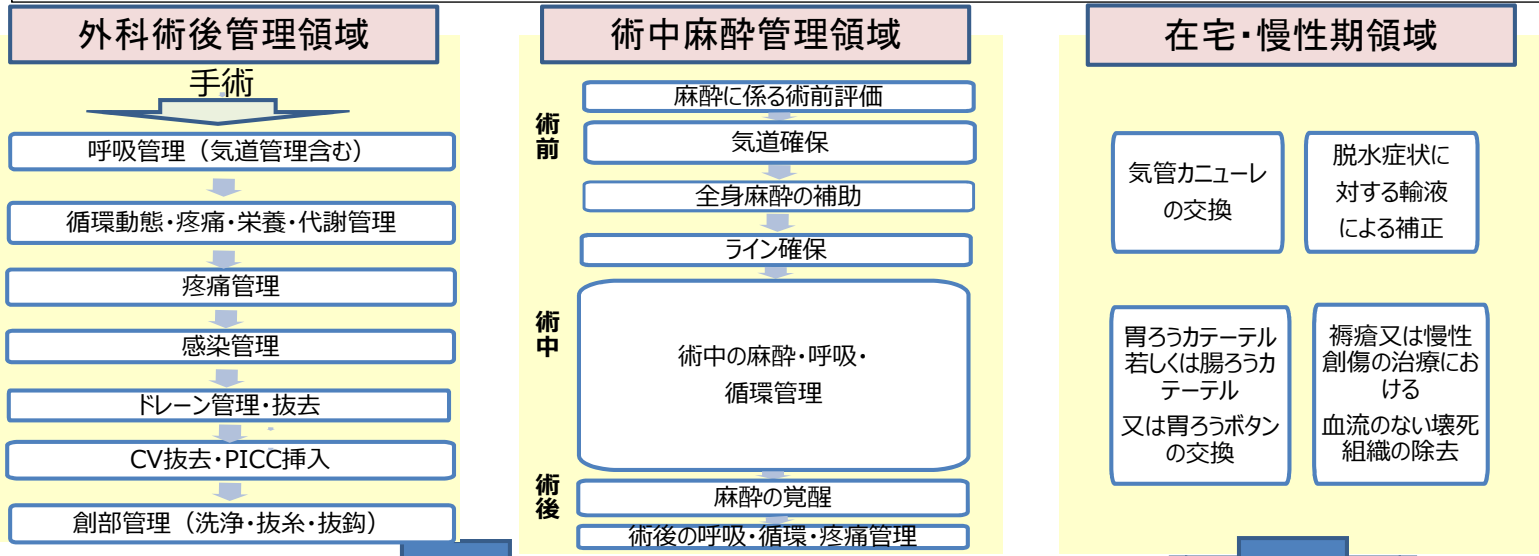 外科術後管理領域
手術
呼吸管理（気道管理含む）
循環動態・疼痛・栄養・代謝管理
疼痛管理
感染管理
ドレーン管理・抜去
CV抜去・PICC挿入
創部管理（洗浄・抜糸・抜鈎）
術中麻酔管理領域
術前
麻酔に係る術前評価
気道確保
全身麻酔の補助
ライン確保
術中
術中の麻酔・呼吸・
循環管理
術後
麻酔の覚醒
術後の呼吸・循環・疼痛管理
在宅・慢性期領域
気管カニューレ
の交換
脱水症状に
対する輸液
による補正
胃ろうカテーテル
若しくは腸ろうカ
テーテル
又は胃ろうボタン
の交換
褥瘡又は慢性
創傷の治療にお
ける
血流のない壊死
組織の除去